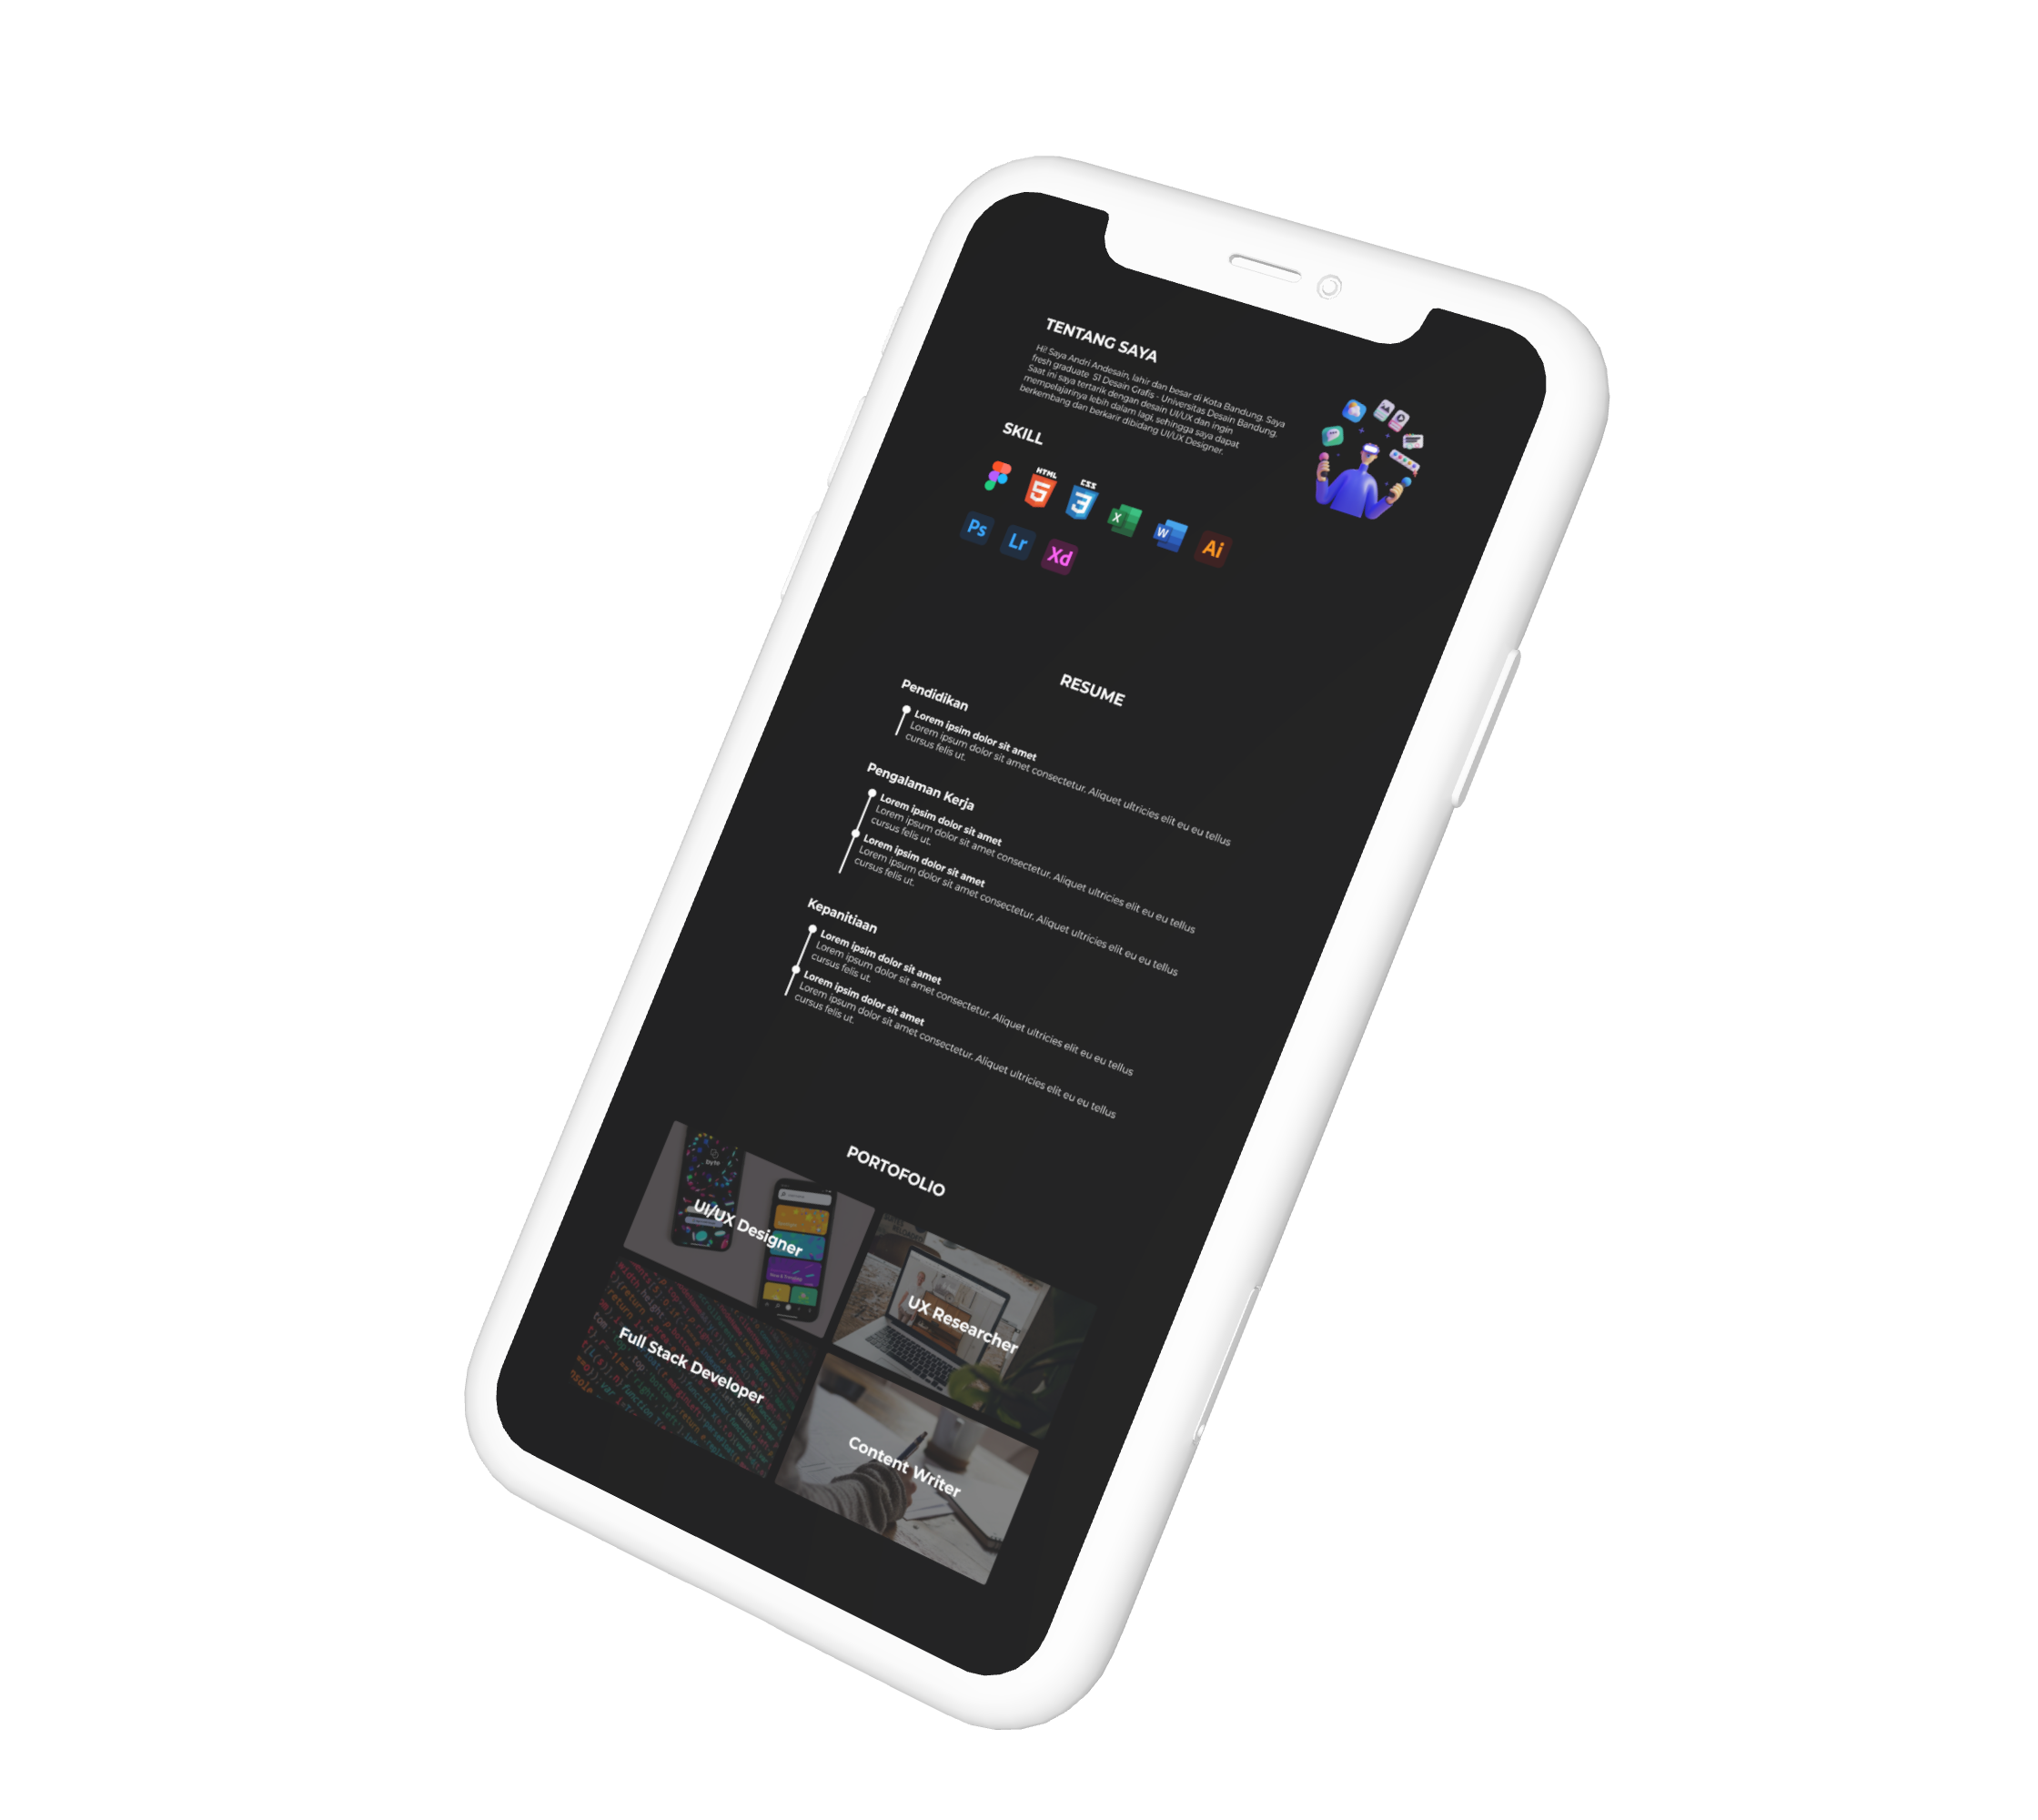 TENTANG SAYA
Hi! Saya Andri Andesain, lahir dan besar di Kota Bandung. Saya
fresh graduate S1 Desain Grafis - Universitas Desain Bandung.
Saat ini saya tertarik dengan desain UI/UX dan ingin
mempelajarinya lebih dalam lagi, sehingga saya dapat
berkembang dan berkarir dibidang UI/UX Designer.
SKILL
HTML
5
CSS
3
X
W
Ai
Ps
Lr
Xd
RESUME
Pendidikan
Lorem ipsim dolor sit amet
Lorem ipsum dolor sit amet consectetur. Aliquet ultricies elit eu eu tellus
cursus felis ut.
Pengalaman Kerja
Lorem ipsim dolor sit amet
Lorem ipsum dolor sit amet consectetur. Aliquet ultricies elit eu eu tellus
cursus felis ut.
Lorem ipsim dolor sit amet
Lorem ipsum dolor sit amet consectetur. Aliquet ultricies elit eu eu tellus
cursus felis ut.
Kepanitiaan
Lorem ipsim dolor sit amet
Lorem ipsum dolor sit amet consectetur. Aliquet ultricies elit eu eu tellus
cursus felis ut.
Lorem ipsim dolor sit amet
Lorem ipsum dolor sit amet consectetur. Aliquet ultricies elit eu eu tellus
cursus felis ut.
PORTOFOLIO
byte
UI/UX Designer
UX Researcher
Full Stack Developer
Content Writer